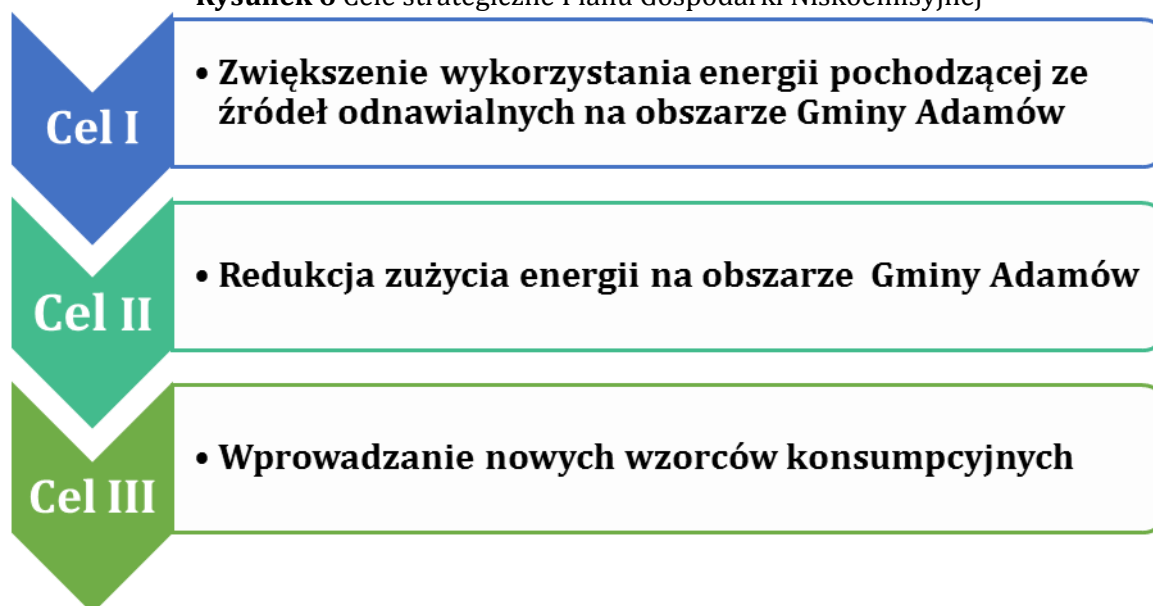 Rysunek 6 Cele strategiczne Planu Gospodarki Niskoemisyjnej
• Zwiększenie wykorzystania energii pochodzącej ze
źródeł odnawialnych na obszarze Gminy Adamów
Cel I
• Redukcja zużycia energii na obszarze Gminy Adamów
Cel II
• Wprowadzanie nowych wzorców konsumpcyjnych
Cel III